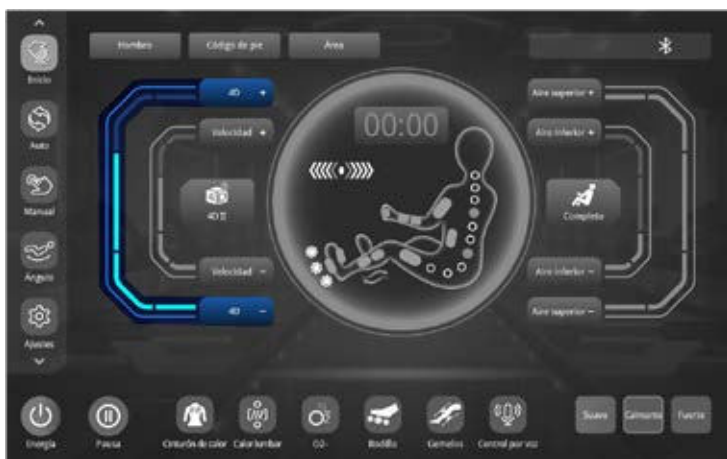 Hombro
Código de pie
Área
Inicio
Auto
Manual
Ángulo
Ajustes
4D +
Velocidad +
4D II
Velocidad -
4D -
00:00
Aire superior +
Aire inferior +
Completa
Aire inferior -
Aire superior -
Energía
Pausa
Cinturón de calor
Calor lumbar
O2-
Rodillo
Gemelos
Control por voz
Suave
Calmante
Fuerte